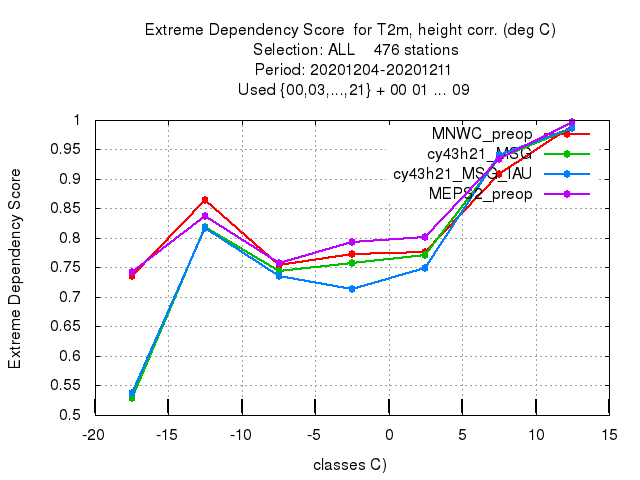 Extreme Dependency Score  for T2m, height corr. (deg C)
Selection: ALL    476 stations
Period: 20201204-20201211
Used {00,03,...,21} + 00 01 ... 09
1
0.95
0.9
0.85
0.8
0.75
0.7
0.65
0.6
0.55
0.5
Extreme Dependency Score
MNWC_preop
cy43h21_MSG
cy43h21_MSG_IAU
MEPS2_preop
-20
-15
-10
-5
0
5
10
15
classes C)